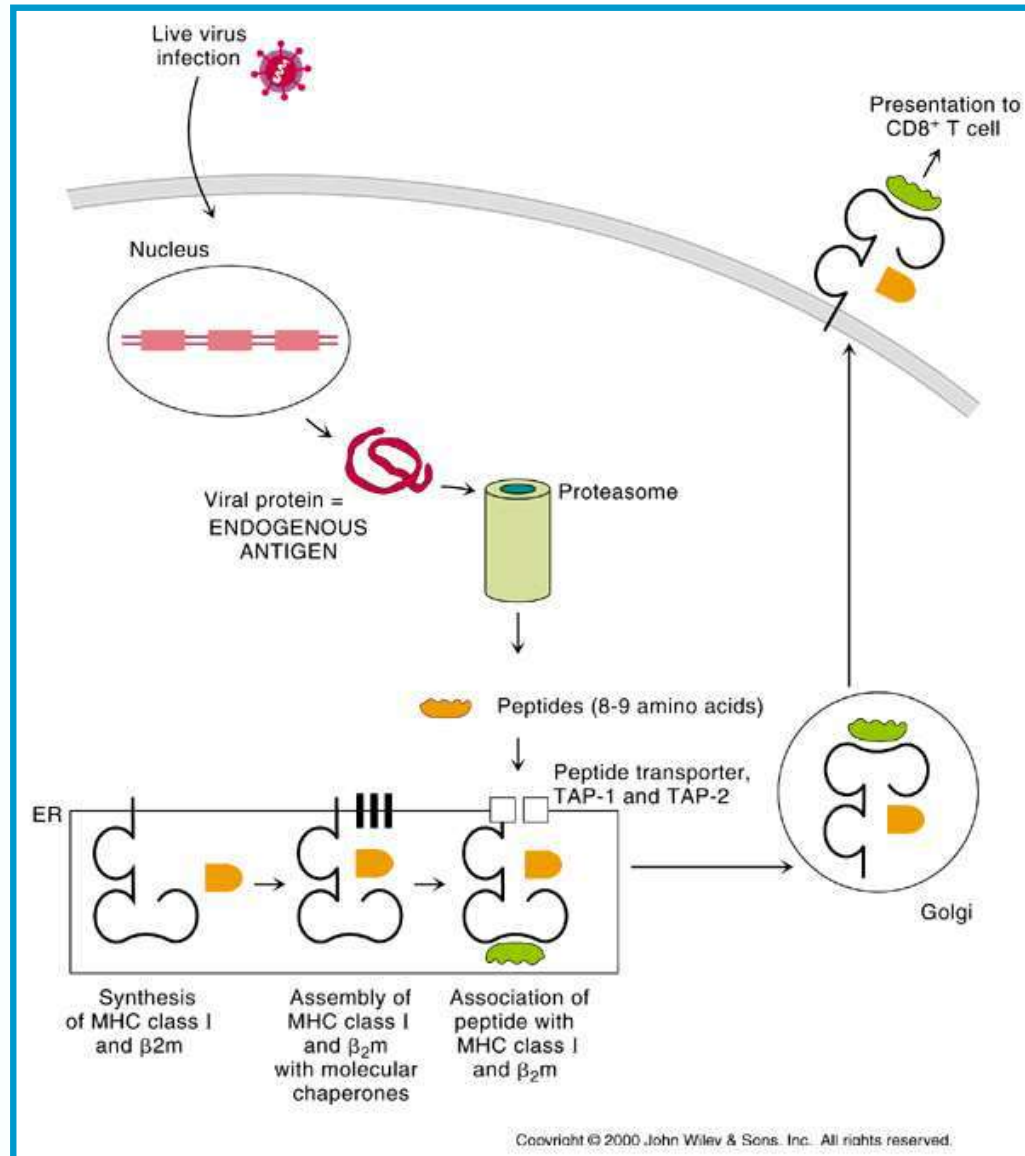 Live virus
infection
Presentation to
CD8⁺ T cell
Nucleus
Viral protein =
ENDOGENOUS
ANTIGEN
Proteasome
Peptides (8-9 amino acids)
Peptide transporter,
TAP-1 and TAP-2
ER
Golgi
Synthesis
of MHC class I
and β2m
Assembly of
MHC class I
and β₂m
with molecular
chaperones
Association of
peptide with
MHC class I
and β₂m
Copyright © 2000 John Wiley & Sons, Inc. All rights reserved.